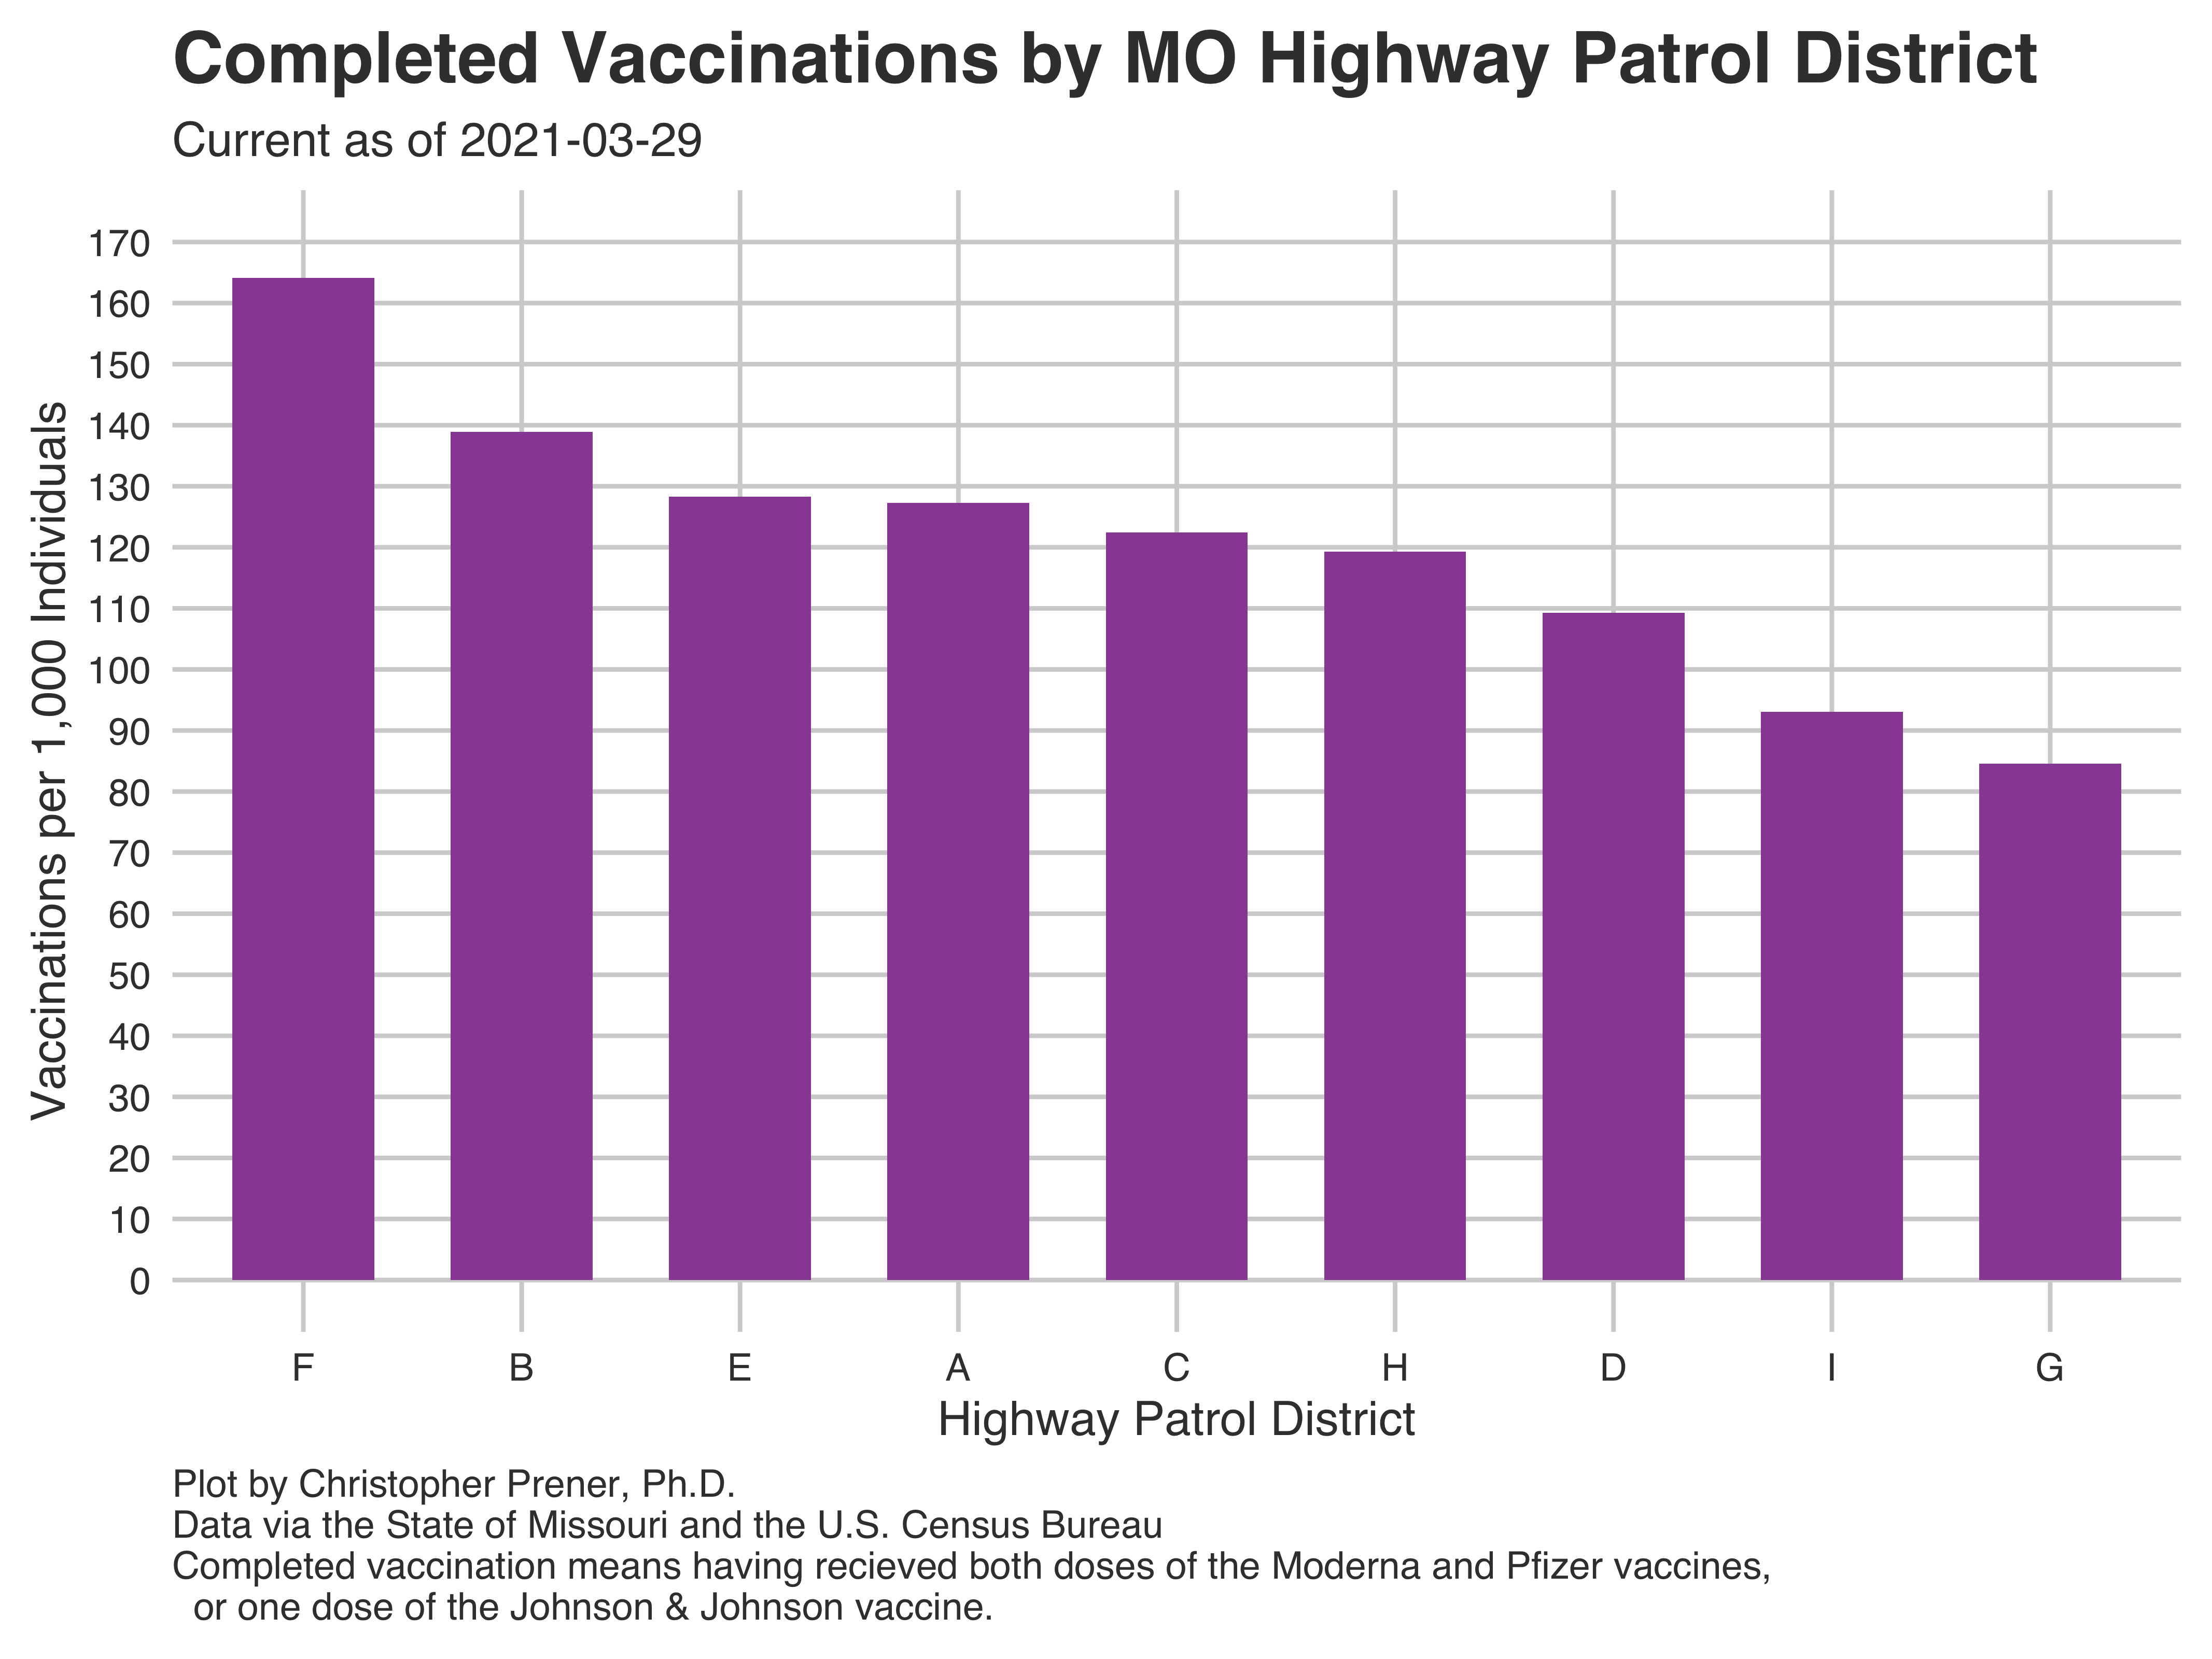 Completed Vaccinations by MO Highway Patrol District
Current as of 2021-03-29
Vaccinations per 1,000 Individuals
170
160
150
140
130
120
110
100
90
80
70
60
50
40
30
20
10
0
F B E A C H D I G
Highway Patrol District
Plot by Christopher Prener, Ph.D.
Data via the State of Missouri and the U.S. Census Bureau
Completed vaccination means having recieved both doses of the Moderna and Pfizer vaccines,
or one dose of the Johnson & Johnson vaccine.